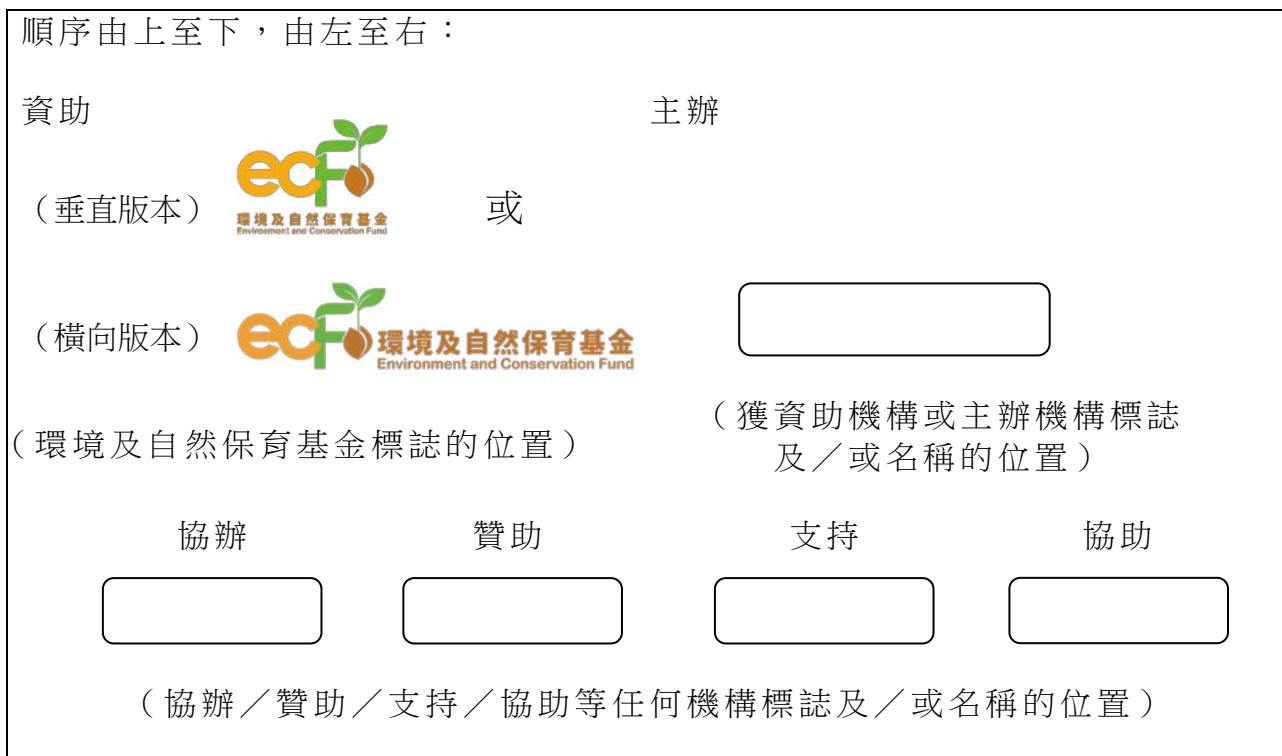 順序由上至下，由左至右：
資助
主辦
（垂直版本）
ecF
環境及自然保育基金
Environment and Conservation Fund
或
（橫向版本）
ecF
環境及自然保育基金
Environment and Conservation Fund
（環境及自然保育基金標誌的位置）
（獲資助機構或主辦機構標誌
及／或名稱的位置）
協辦 贊助 支持 協助
（協辦／贊助／支持／協助等任何機構標誌及／或名稱的位置）